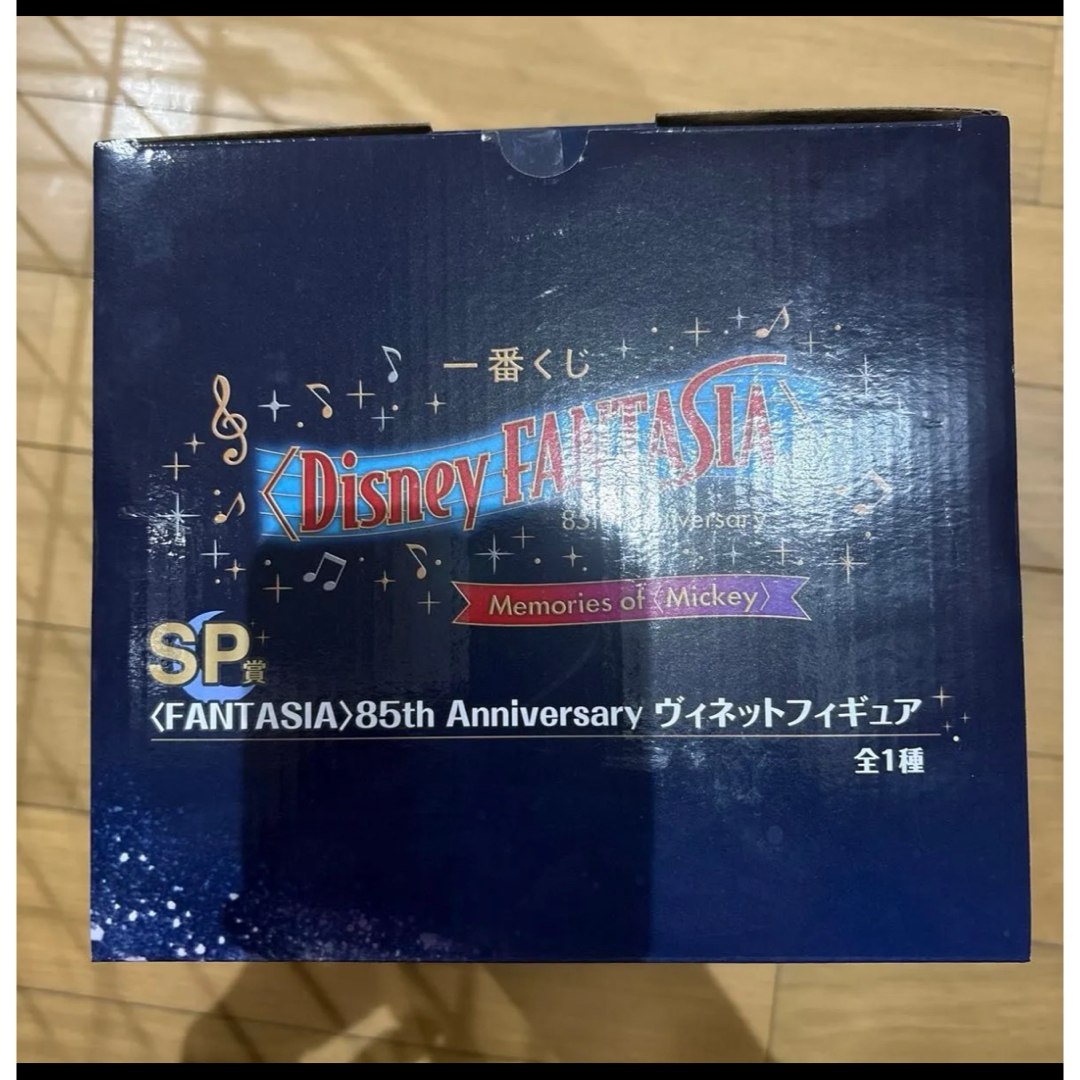 一番くじ
〈Disney FANTASIA〉
85th Anniversary
Memories of〈Mickey〉
SP賞
〈FANTASIA〉85th Anniversary ヴィネットフィギュア
全1種